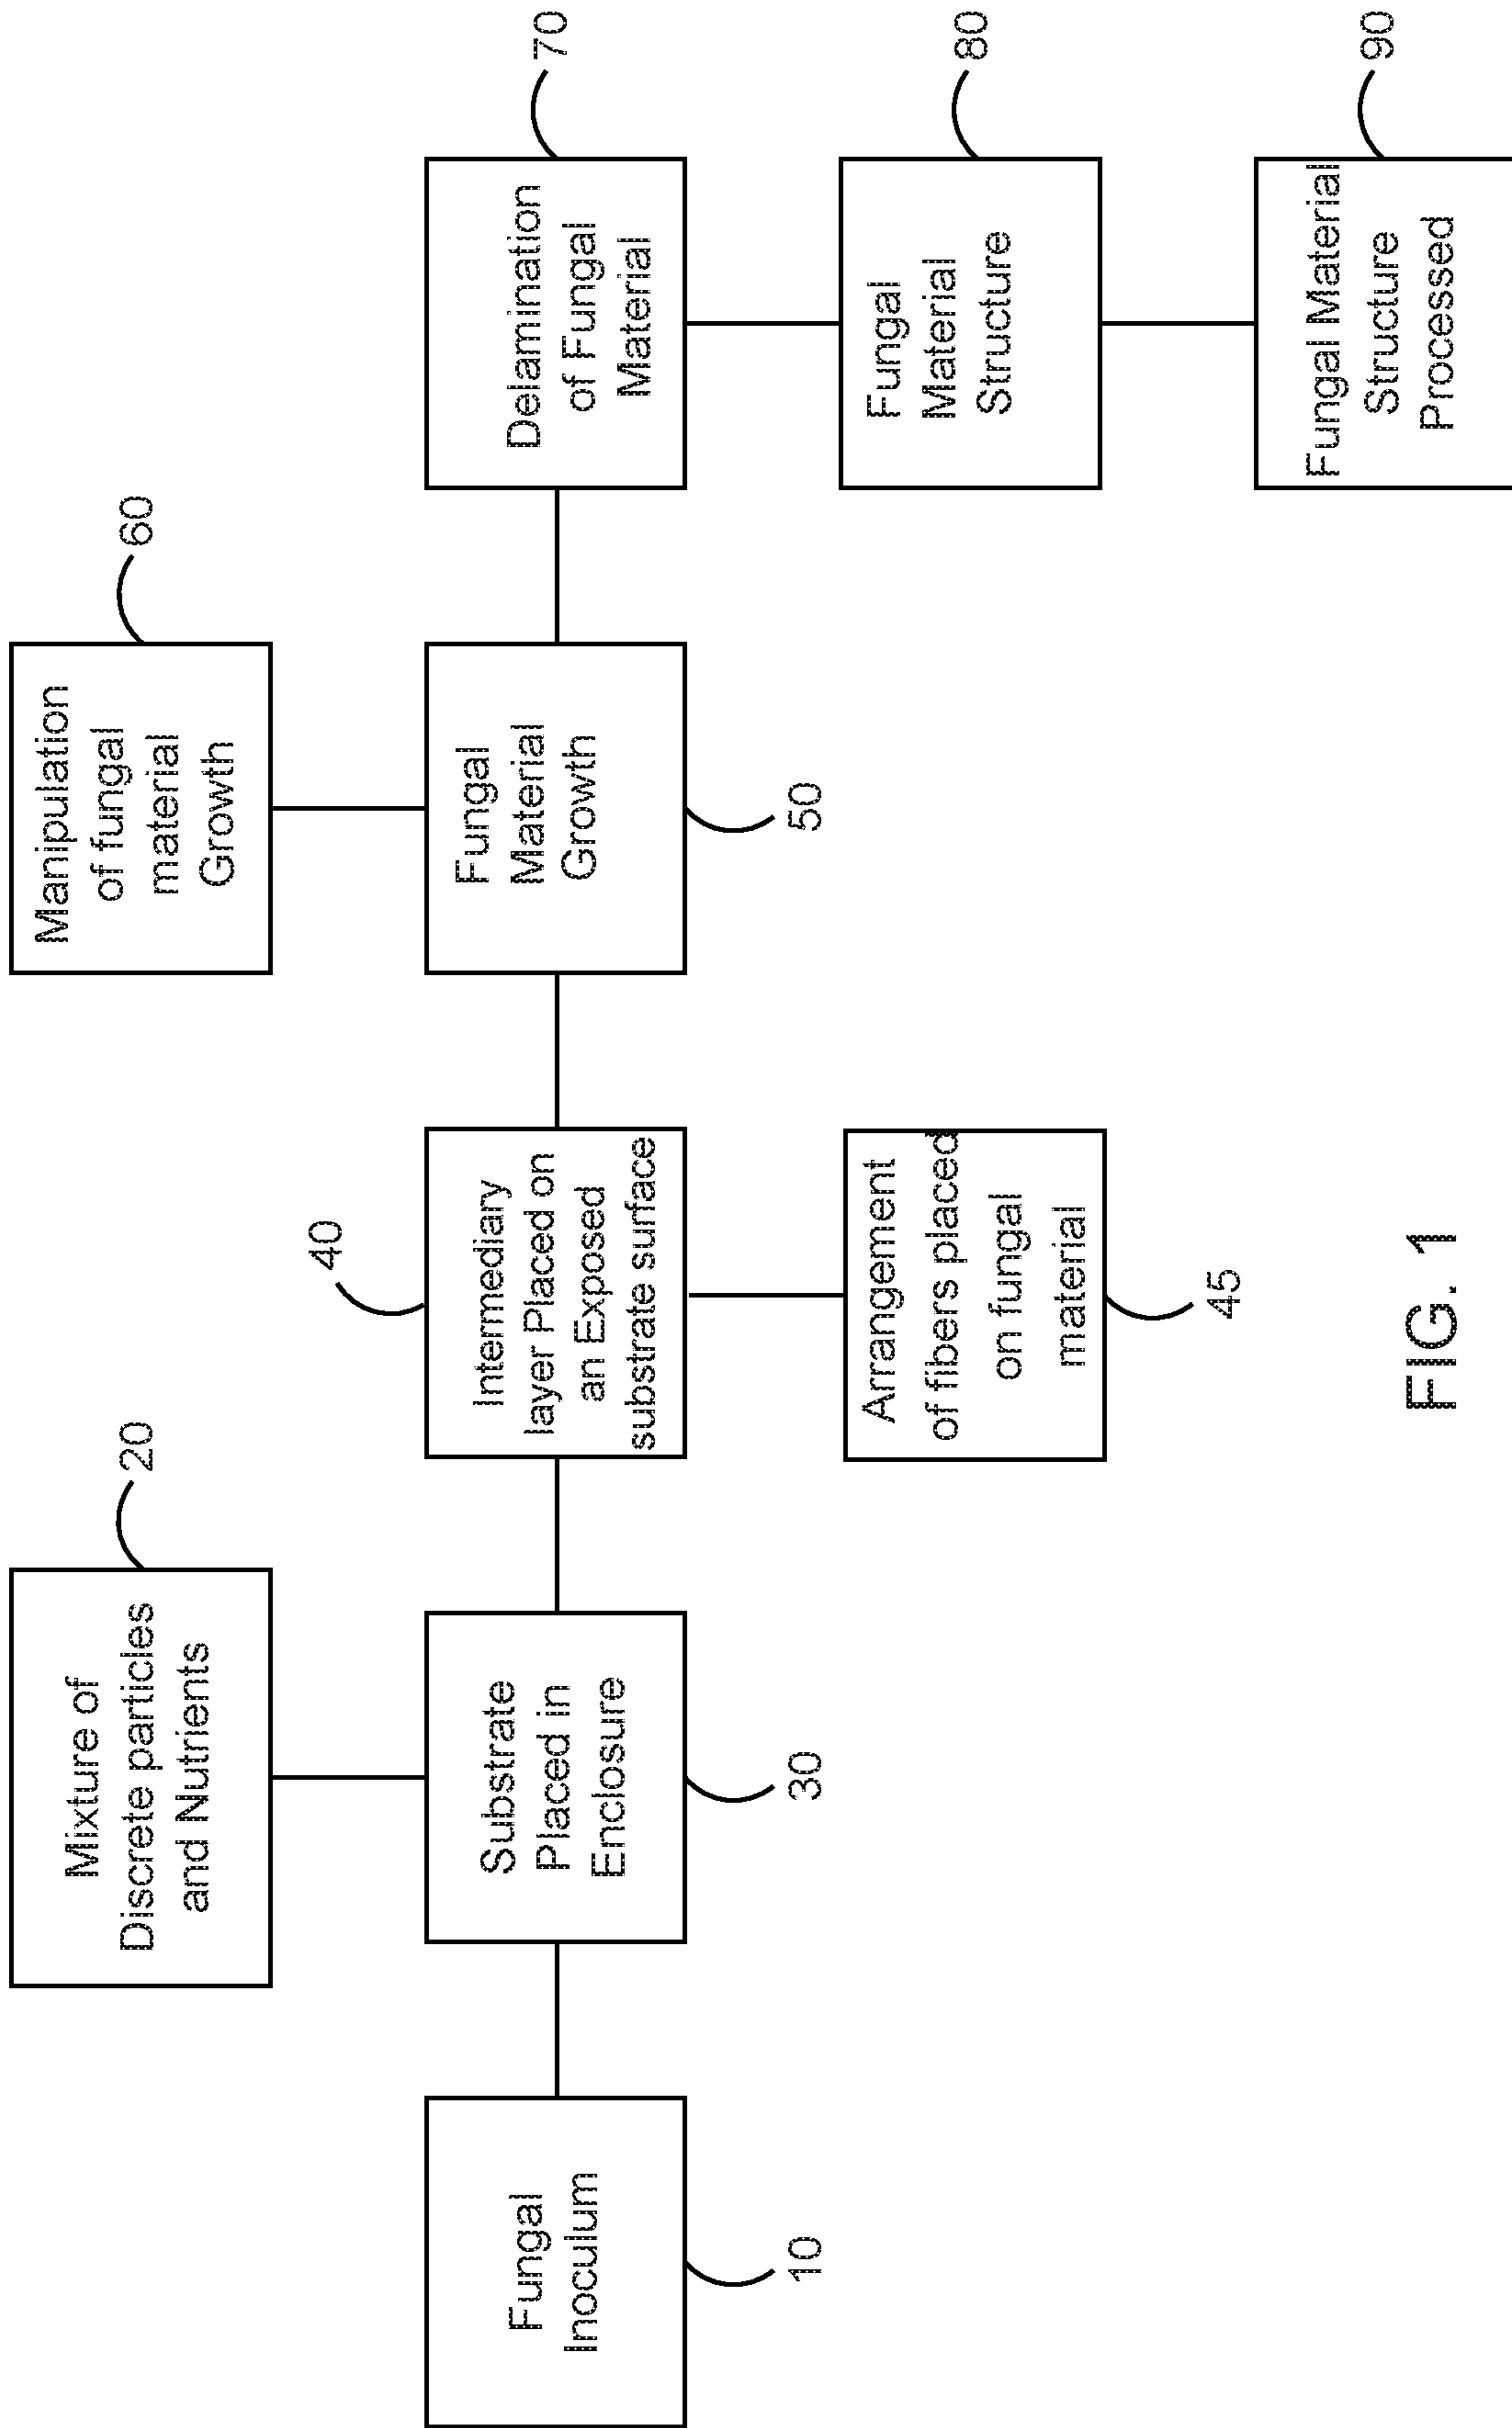 Mixture of
Discrete particles
and Nutrients
20
Manipulation
of fungal
material
Growth
60
Fungal
Inoculum
10
Substrate
Placed in
Enclosure
30
40
Intermediary
layer Placed on
an Exposed
substrate surface
Fungal
Material
Growth
50
Delamination
of Fungal
Material
70
Arrangement
of fibers placed
on fungal
material
45
Fungal
Material
Structure
80
Fungal Material
Structure
Processed
90
FIG. 1